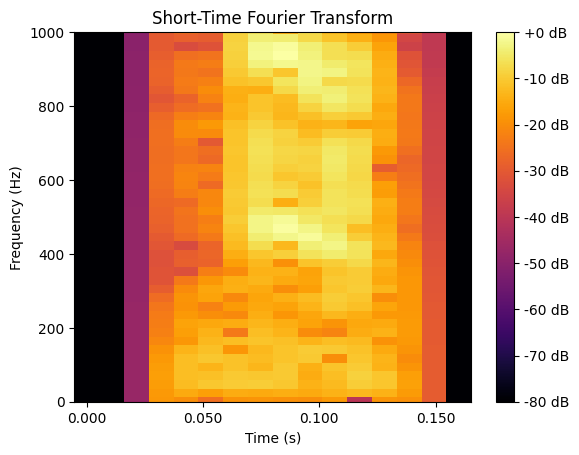 Short-Time Fourier Transform
1000
800
600
400
200
0
Frequency (Hz)
0.000
0.050
0.100
0.150
Time (s)
+0 dB
-10 dB
-20 dB
-30 dB
-40 dB
-50 dB
-60 dB
-70 dB
-80 dB